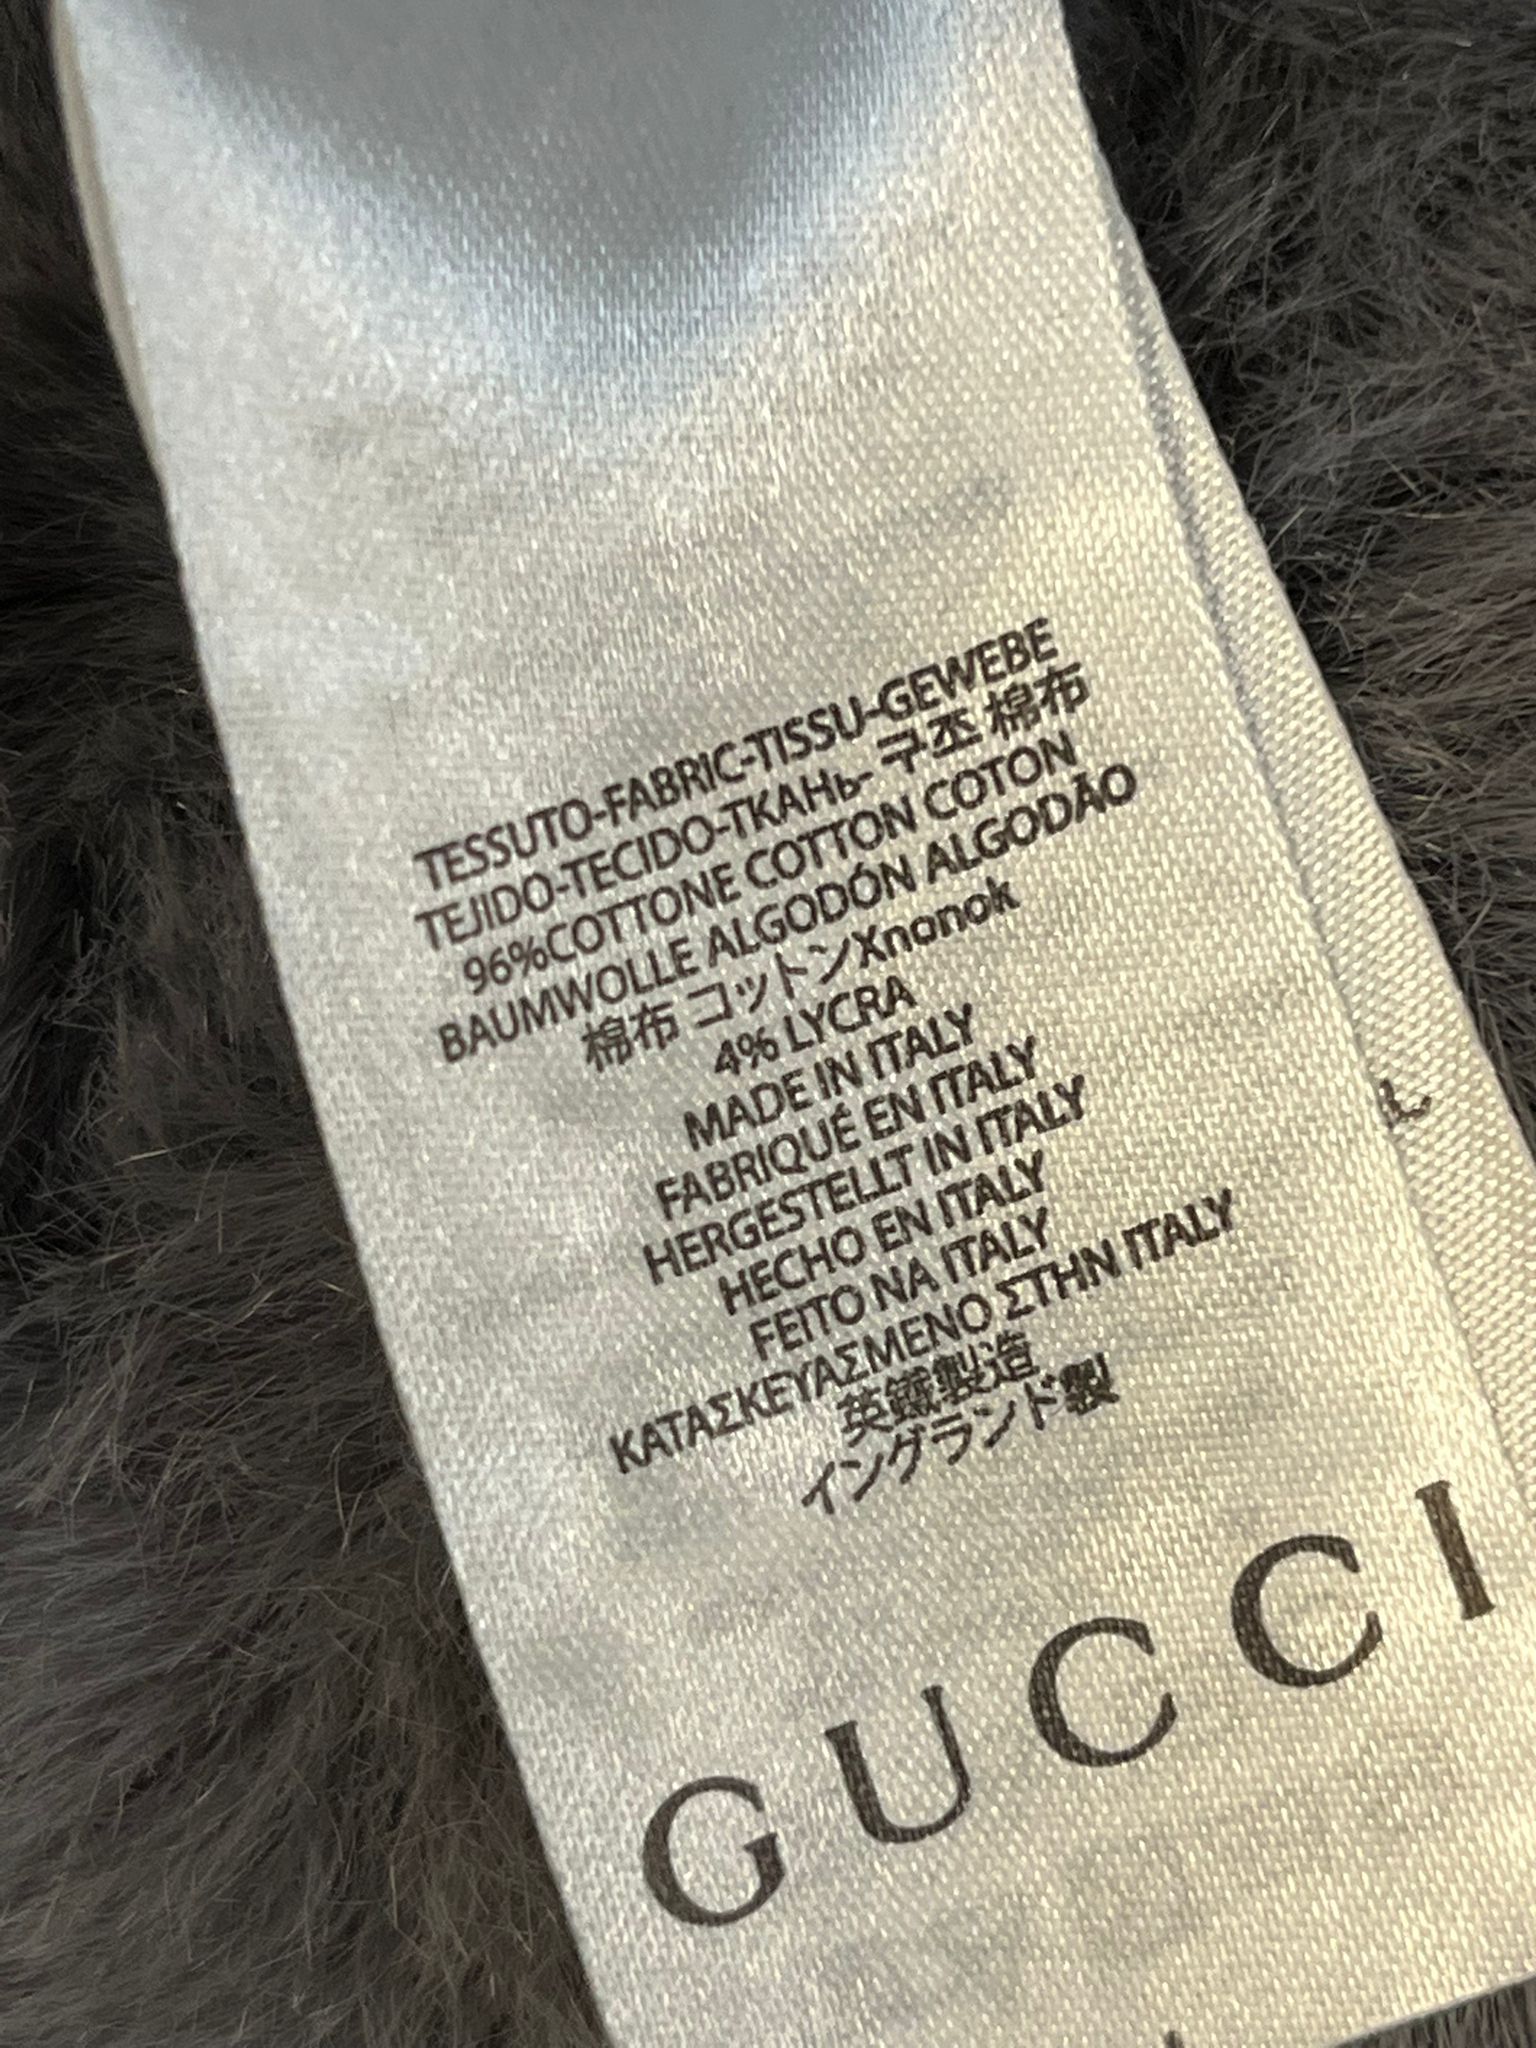 TESSUTO-FABRIC-TISSU-GEWEBE
TEJIDO-TECIDO-TKAHь- 구조 棉布
96%COTTONE COTTON COTON
BAUMWOLLE ALGODÓN ALGODÃO
棉布 コットンXnonok
4% LYCRA
MADE IN ITALY
FABRIQUÉ EN ITALY
HERGESTELLT IN ITALY
HECHO EN ITALY
FEITO NA ITALY
KATAΣKEYAΣMENO ΣTHN ITALY
英鐵製造
イングランド製
GUCCI